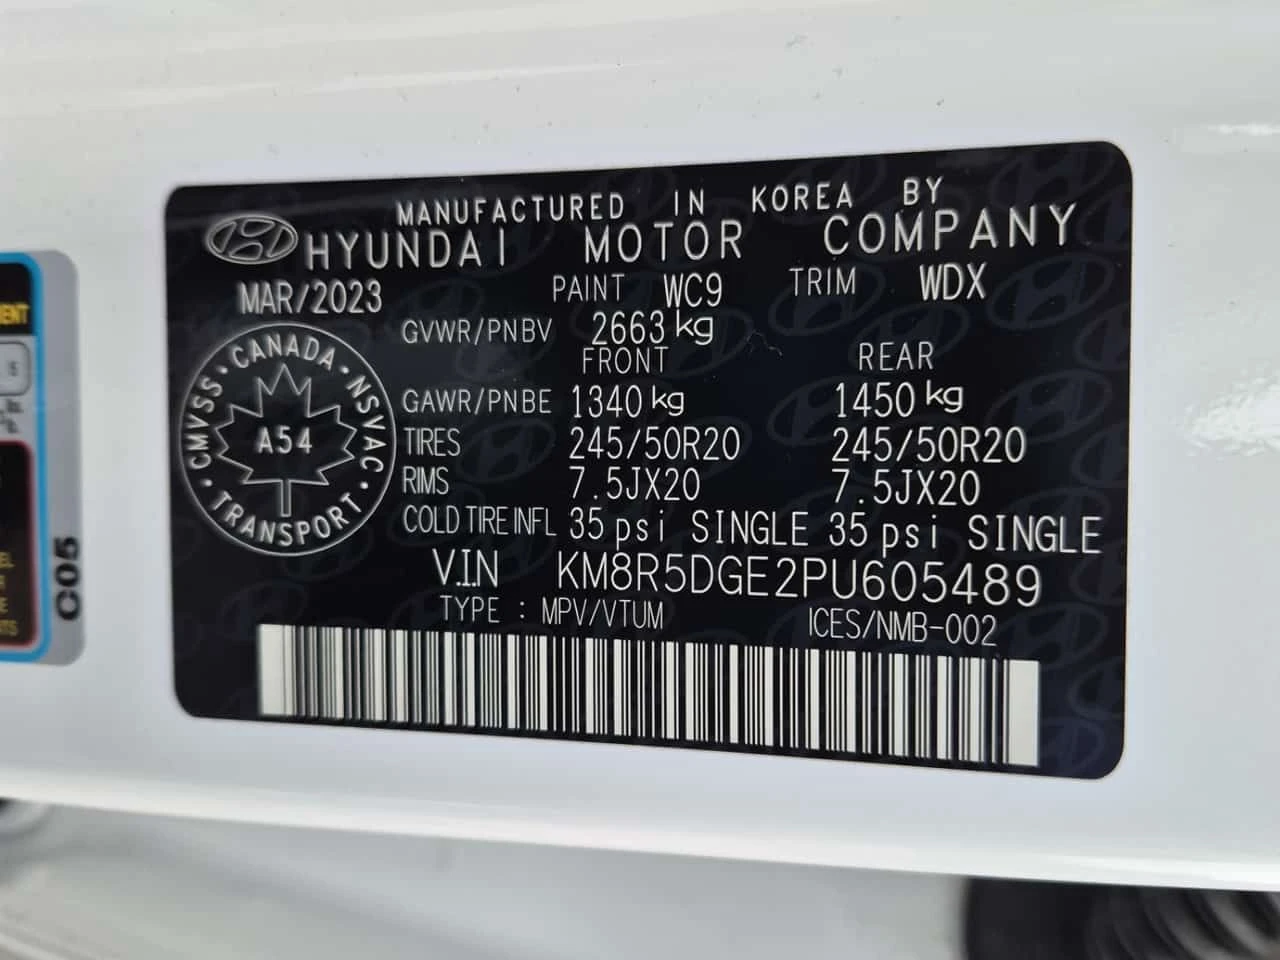 MANUFACTURED IN KOREA BY
HYUNDAI MOTOR COMPANY
MAR/2023 PAINT WC9 TRIM WDX
GVWR/PNBV 2663 kg
FRONT REAR
GAWR/PNBE 1340 kg 1450 kg
TIRES 245/50R20 245/50R20
RIMS 7.5JX20 7.5JX20
COLD TIRE INFL 35 psi SINGLE 35 psi SINGLE
V.I.N KM8R5DGE2PU605489
TYPE : MPV/VTUM ICES/NMB-002
CMVSS · CANADA · NSVAC · TRANSPORT ·
A54
C05